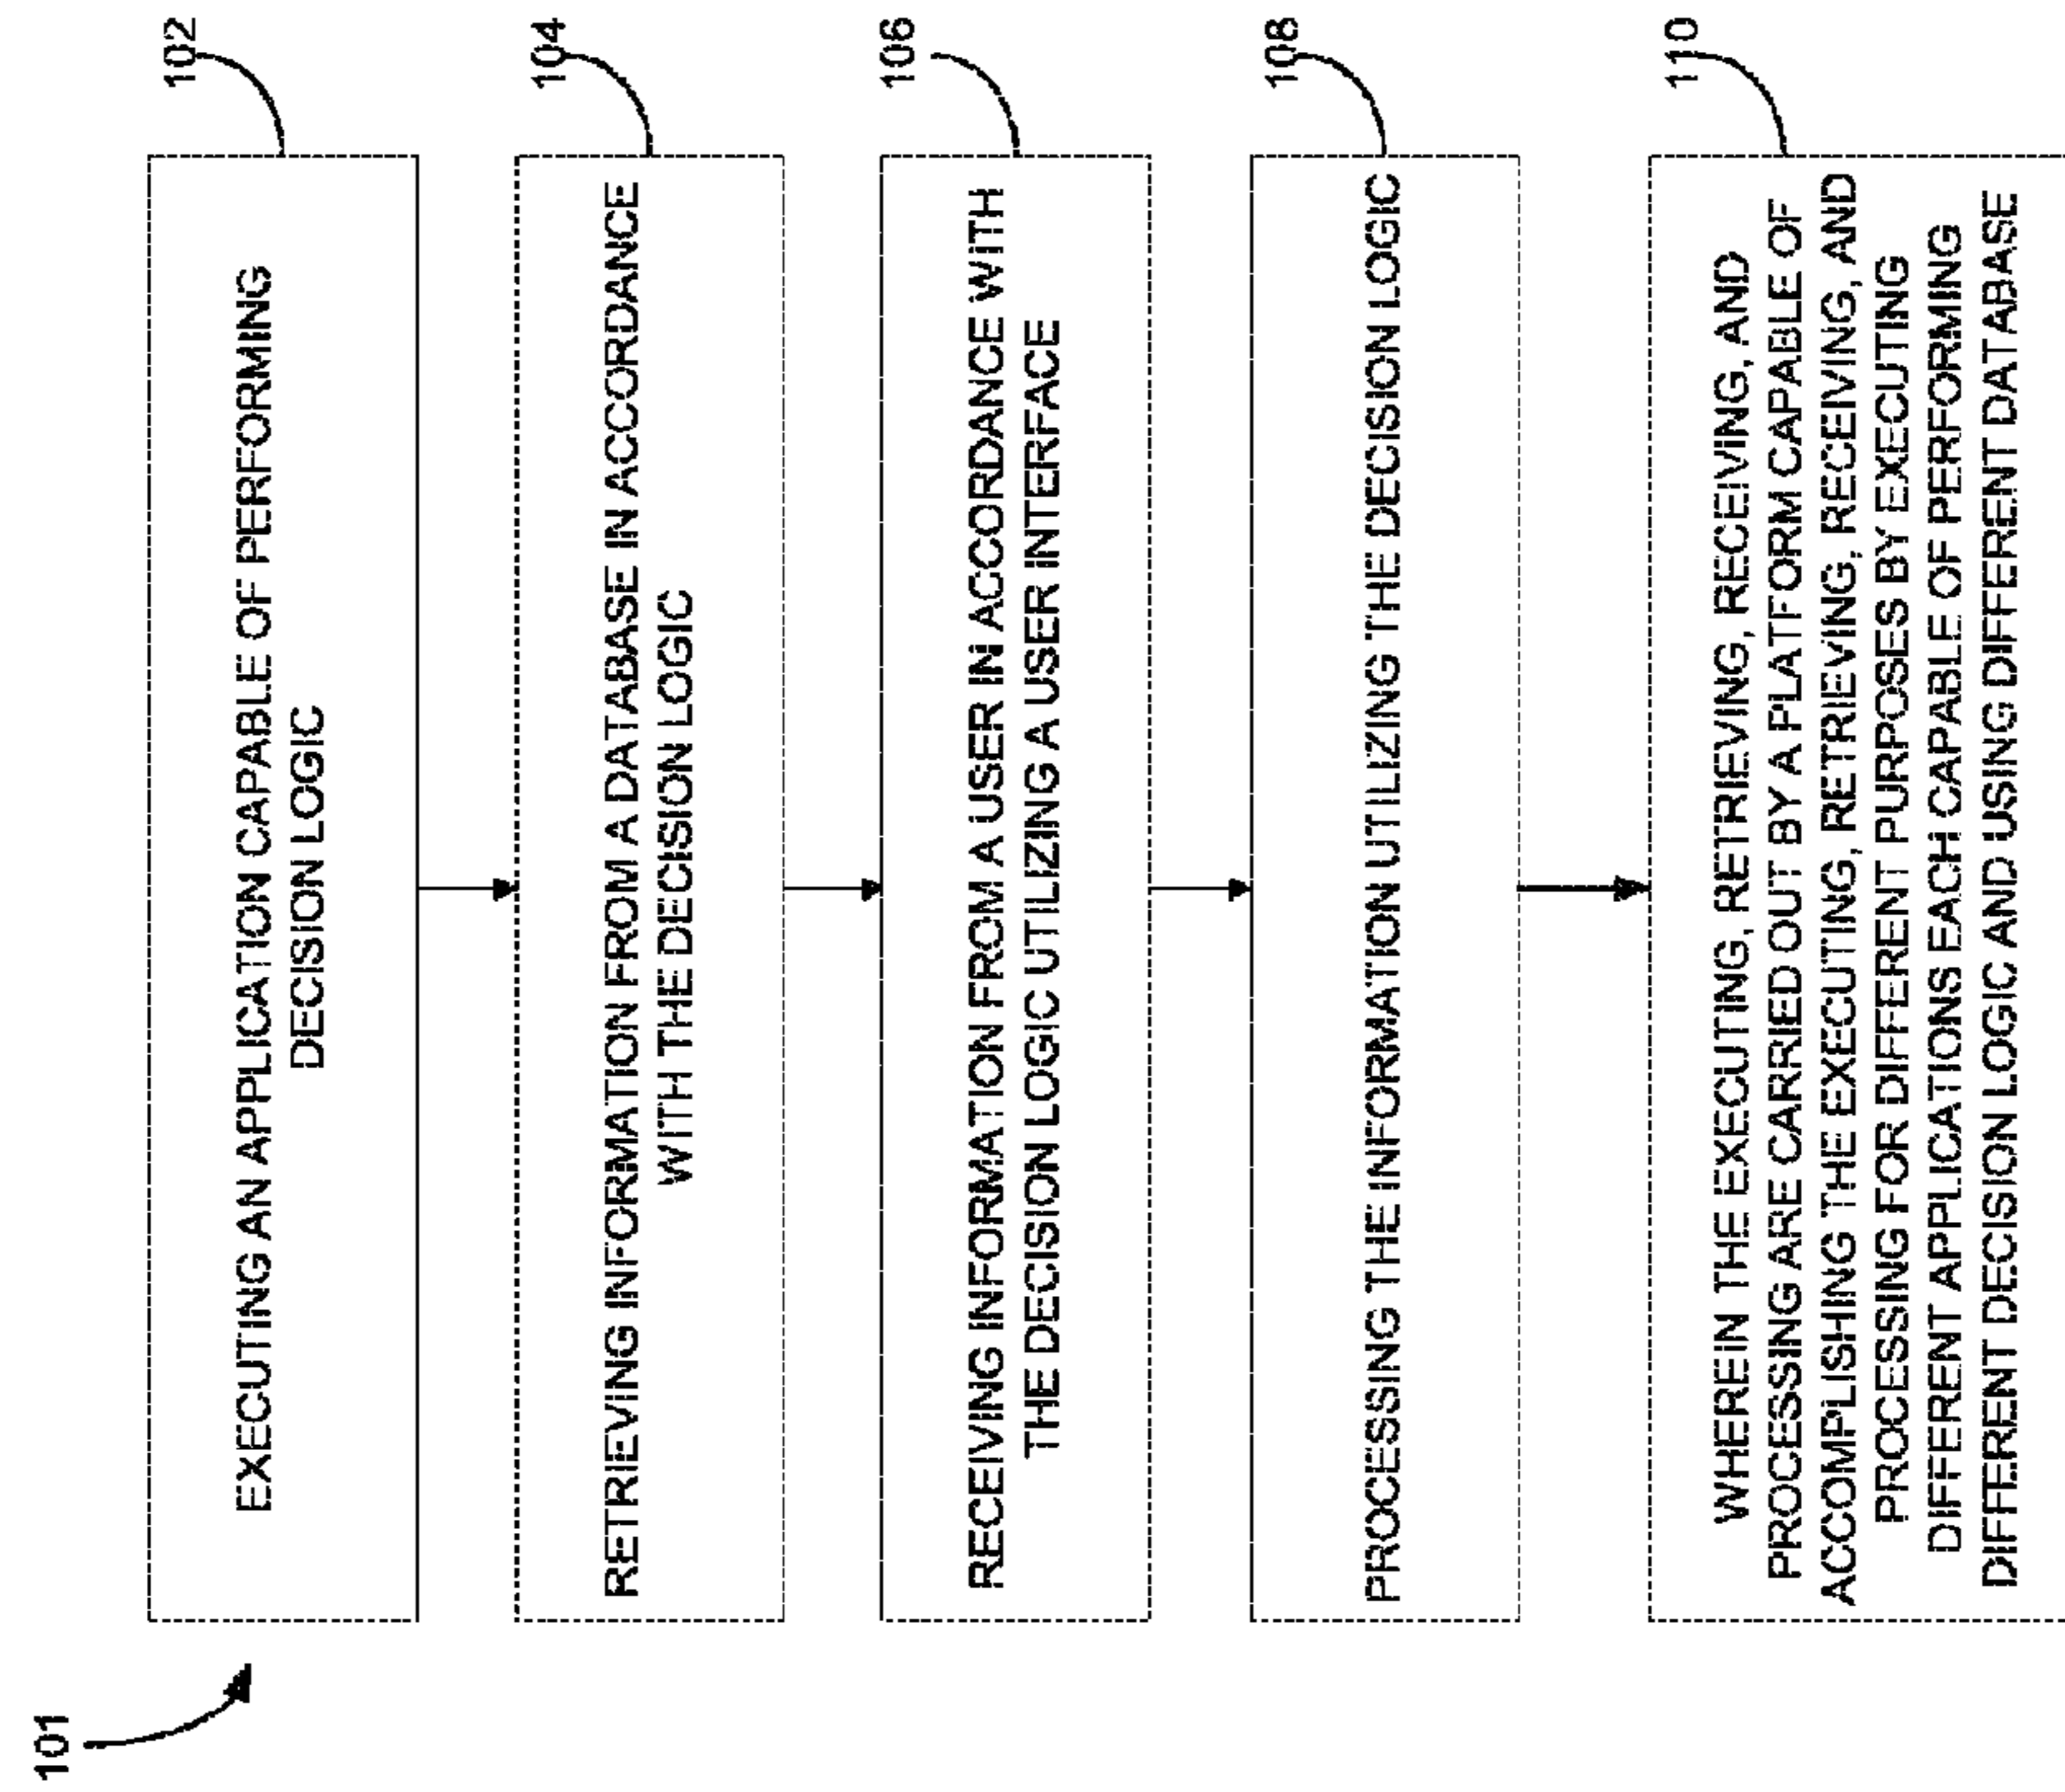 101
102
EXECUTING AN APPLICATION CAPABLE OF PERFORMING
DECISION LOGIC
104
RETRIEVING INFORMATION FROM A DATABASE IN ACCORDANCE
WITH THE DECISION LOGIC
106
RECEIVING INFORMATION FROM A USER IN ACCORDANCE WITH
THE DECISION LOGIC UTILIZING A USER INTERFACE
108
PROCESSING THE INFORMATION UTILIZING THE DECISION LOGIC
110
WHEREIN THE EXECUTING, RETRIEVING, RECEIVING, AND
PROCESSING ARE CARRIED OUT BY A PLATFORM CAPABLE OF
ACCOMPLISHING THE EXECUTING, RETRIEVING, RECEIVING, AND
PROCESSING FOR DIFFERENT PURPOSES BY EXECUTING
DIFFERENT APPLICATIONS EACH CAPABLE OF PERFORMING
DIFFERENT DECISION LOGIC AND USING DIFFERENT DATABASE